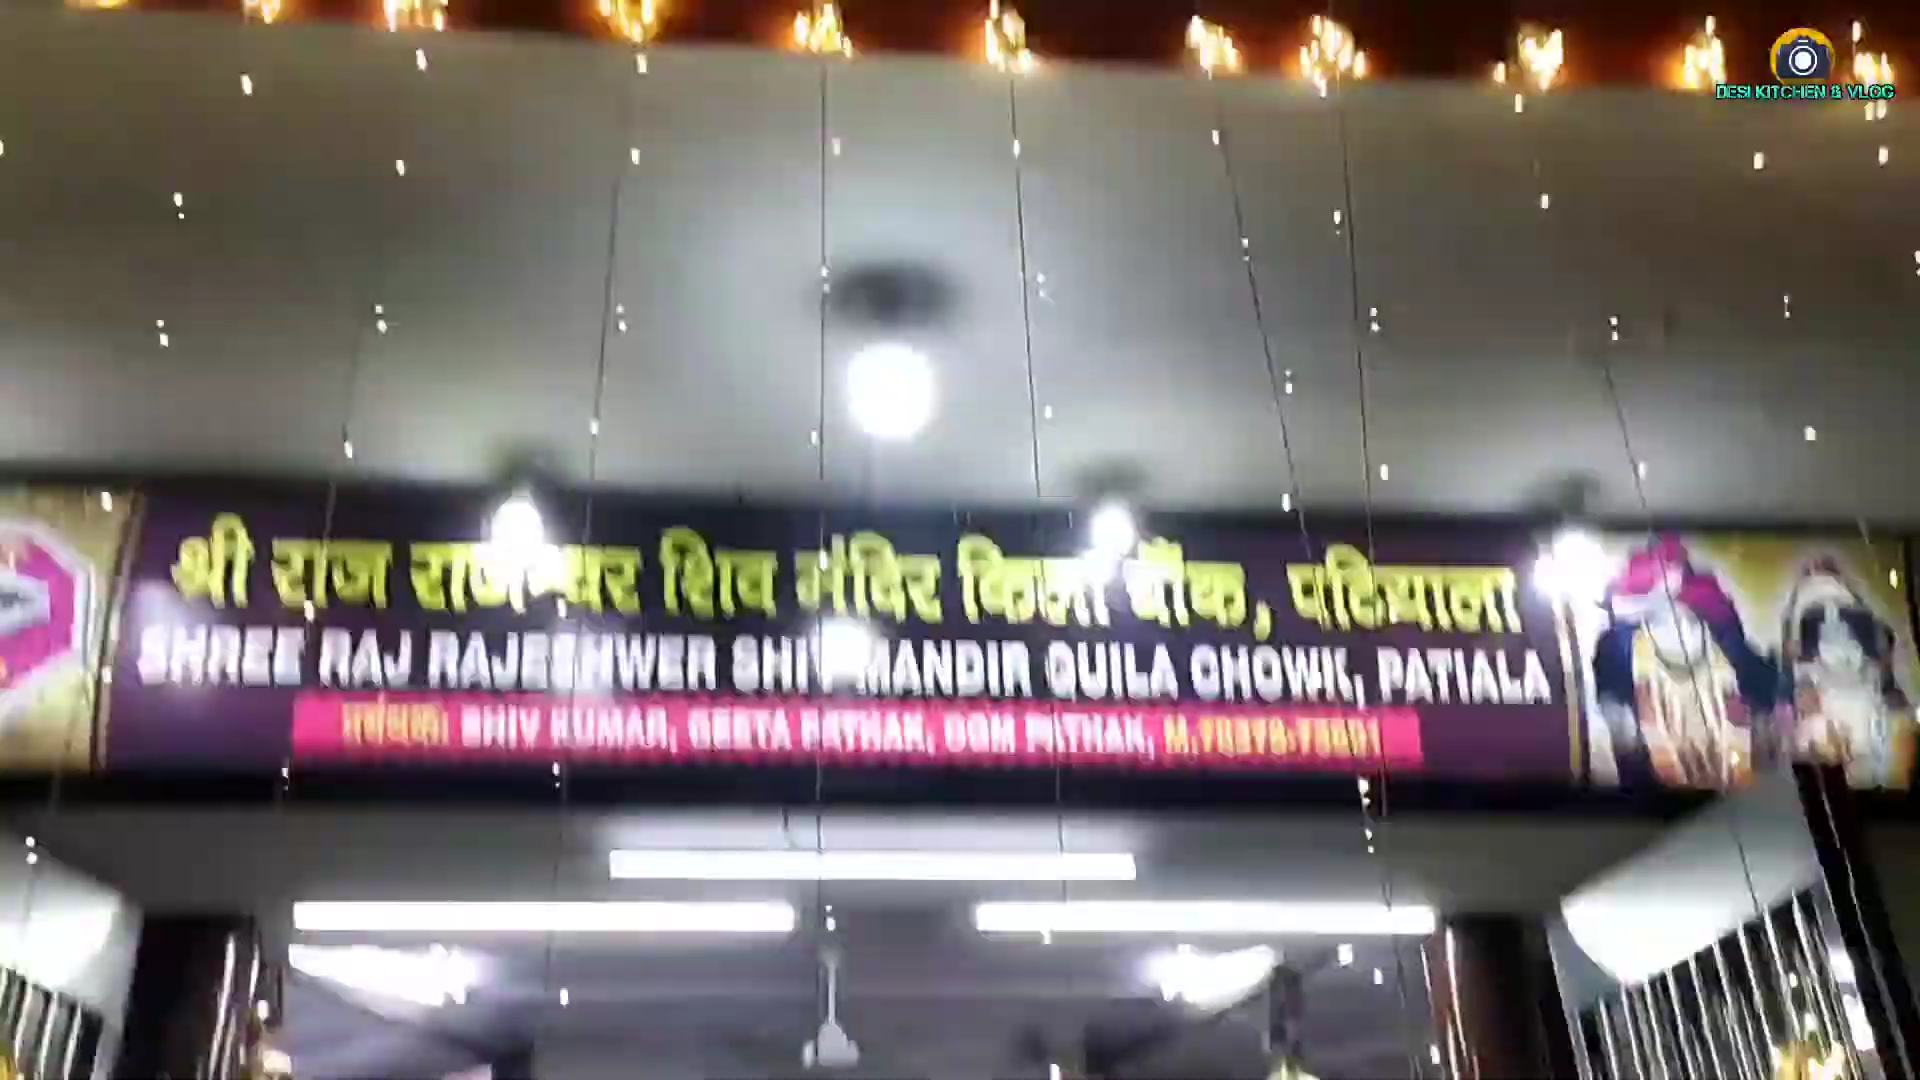 DESI KITCHEN & VLOG
श्री राज राजेश्वर शिव मंदिर किला चौंक, पटियाला
SHREE RAJ RAJESHWER SHIV MANDIR QUILA CHOWK, PATIALA
SHIV KUMAR, GEETA PATHAK, OOM PATHAK,